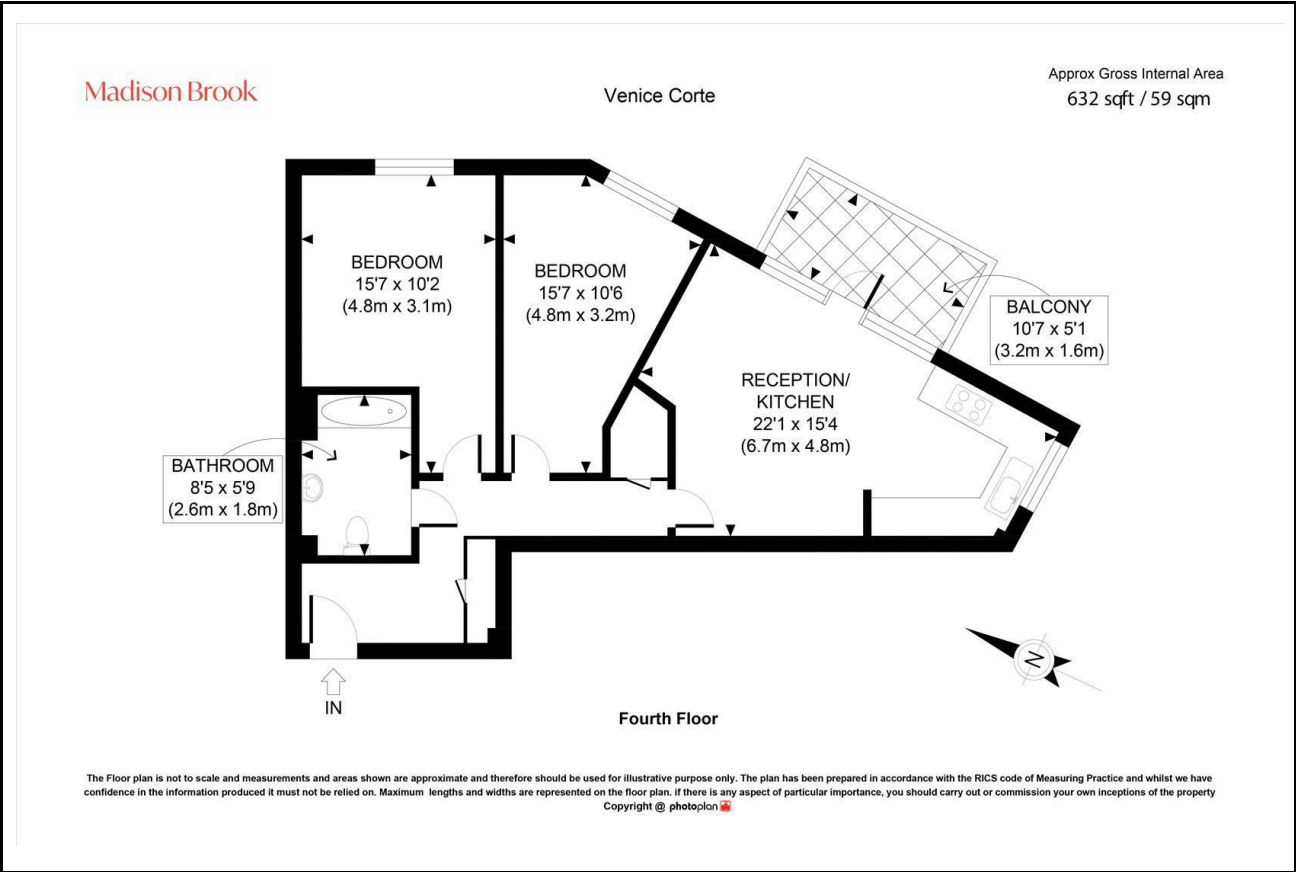 Madison Brook
Venice Corte
Approx Gross Internal Area
632 sqft / 59 sqm
BEDROOM
15'7 x 10'2
(4.8m x 3.1m)
BEDROOM
15'7 x 10'6
(4.8m x 3.2m)
BALCONY
10'7 x 5'1
(3.2m x 1.6m)
RECEPTION/
KITCHEN
22'1 x 15'4
(6.7m x 4.8m)
BATHROOM
8'5 x 5'9
(2.6m x 1.8m)
N
IN
Fourth Floor
The Floor plan is not to scale and measurements and areas shown are approximate and therefore should be used for illustrative purpose only. The plan has been prepared in accordance with the RICS code of Measuring Practice and whilst we have
confidence in the information produced it must not be relied on. Maximum lengths and widths are represented on the floor plan. if there is any aspect of particular importance, you should carry out or commission your own inceptions of the property
Copyright @ photoplan